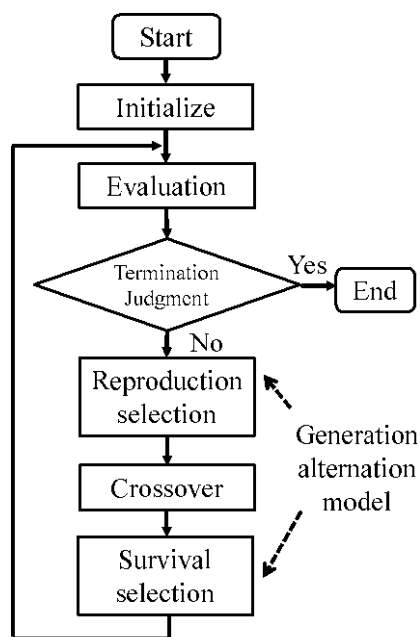 Start
Initialize
Evaluation
Termination
Judgment
Yes
End
No
Reproduction
selection
Generation
alternation
model
Crossover
Survival
selection